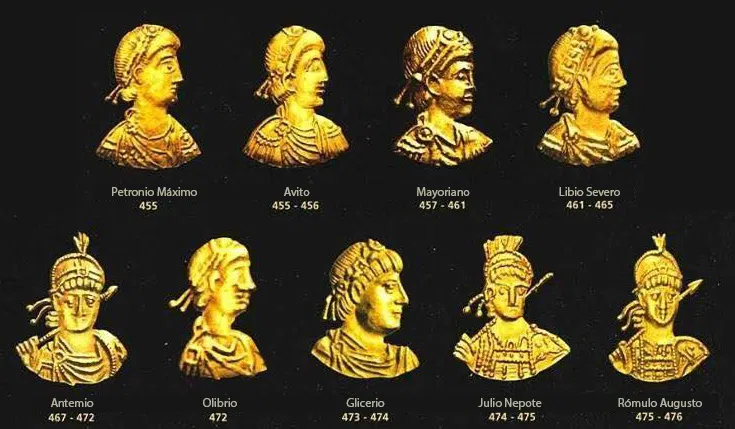 Petronio Máximo
455
Avito
455 - 456
Mayoriano
457 - 461
Libio Severo
461 - 465
Antemio
467 - 472
Olibrio
472
Glicerio
473 - 474
Julio Nepote
474 - 475
Rómulo Augusto
475 - 476